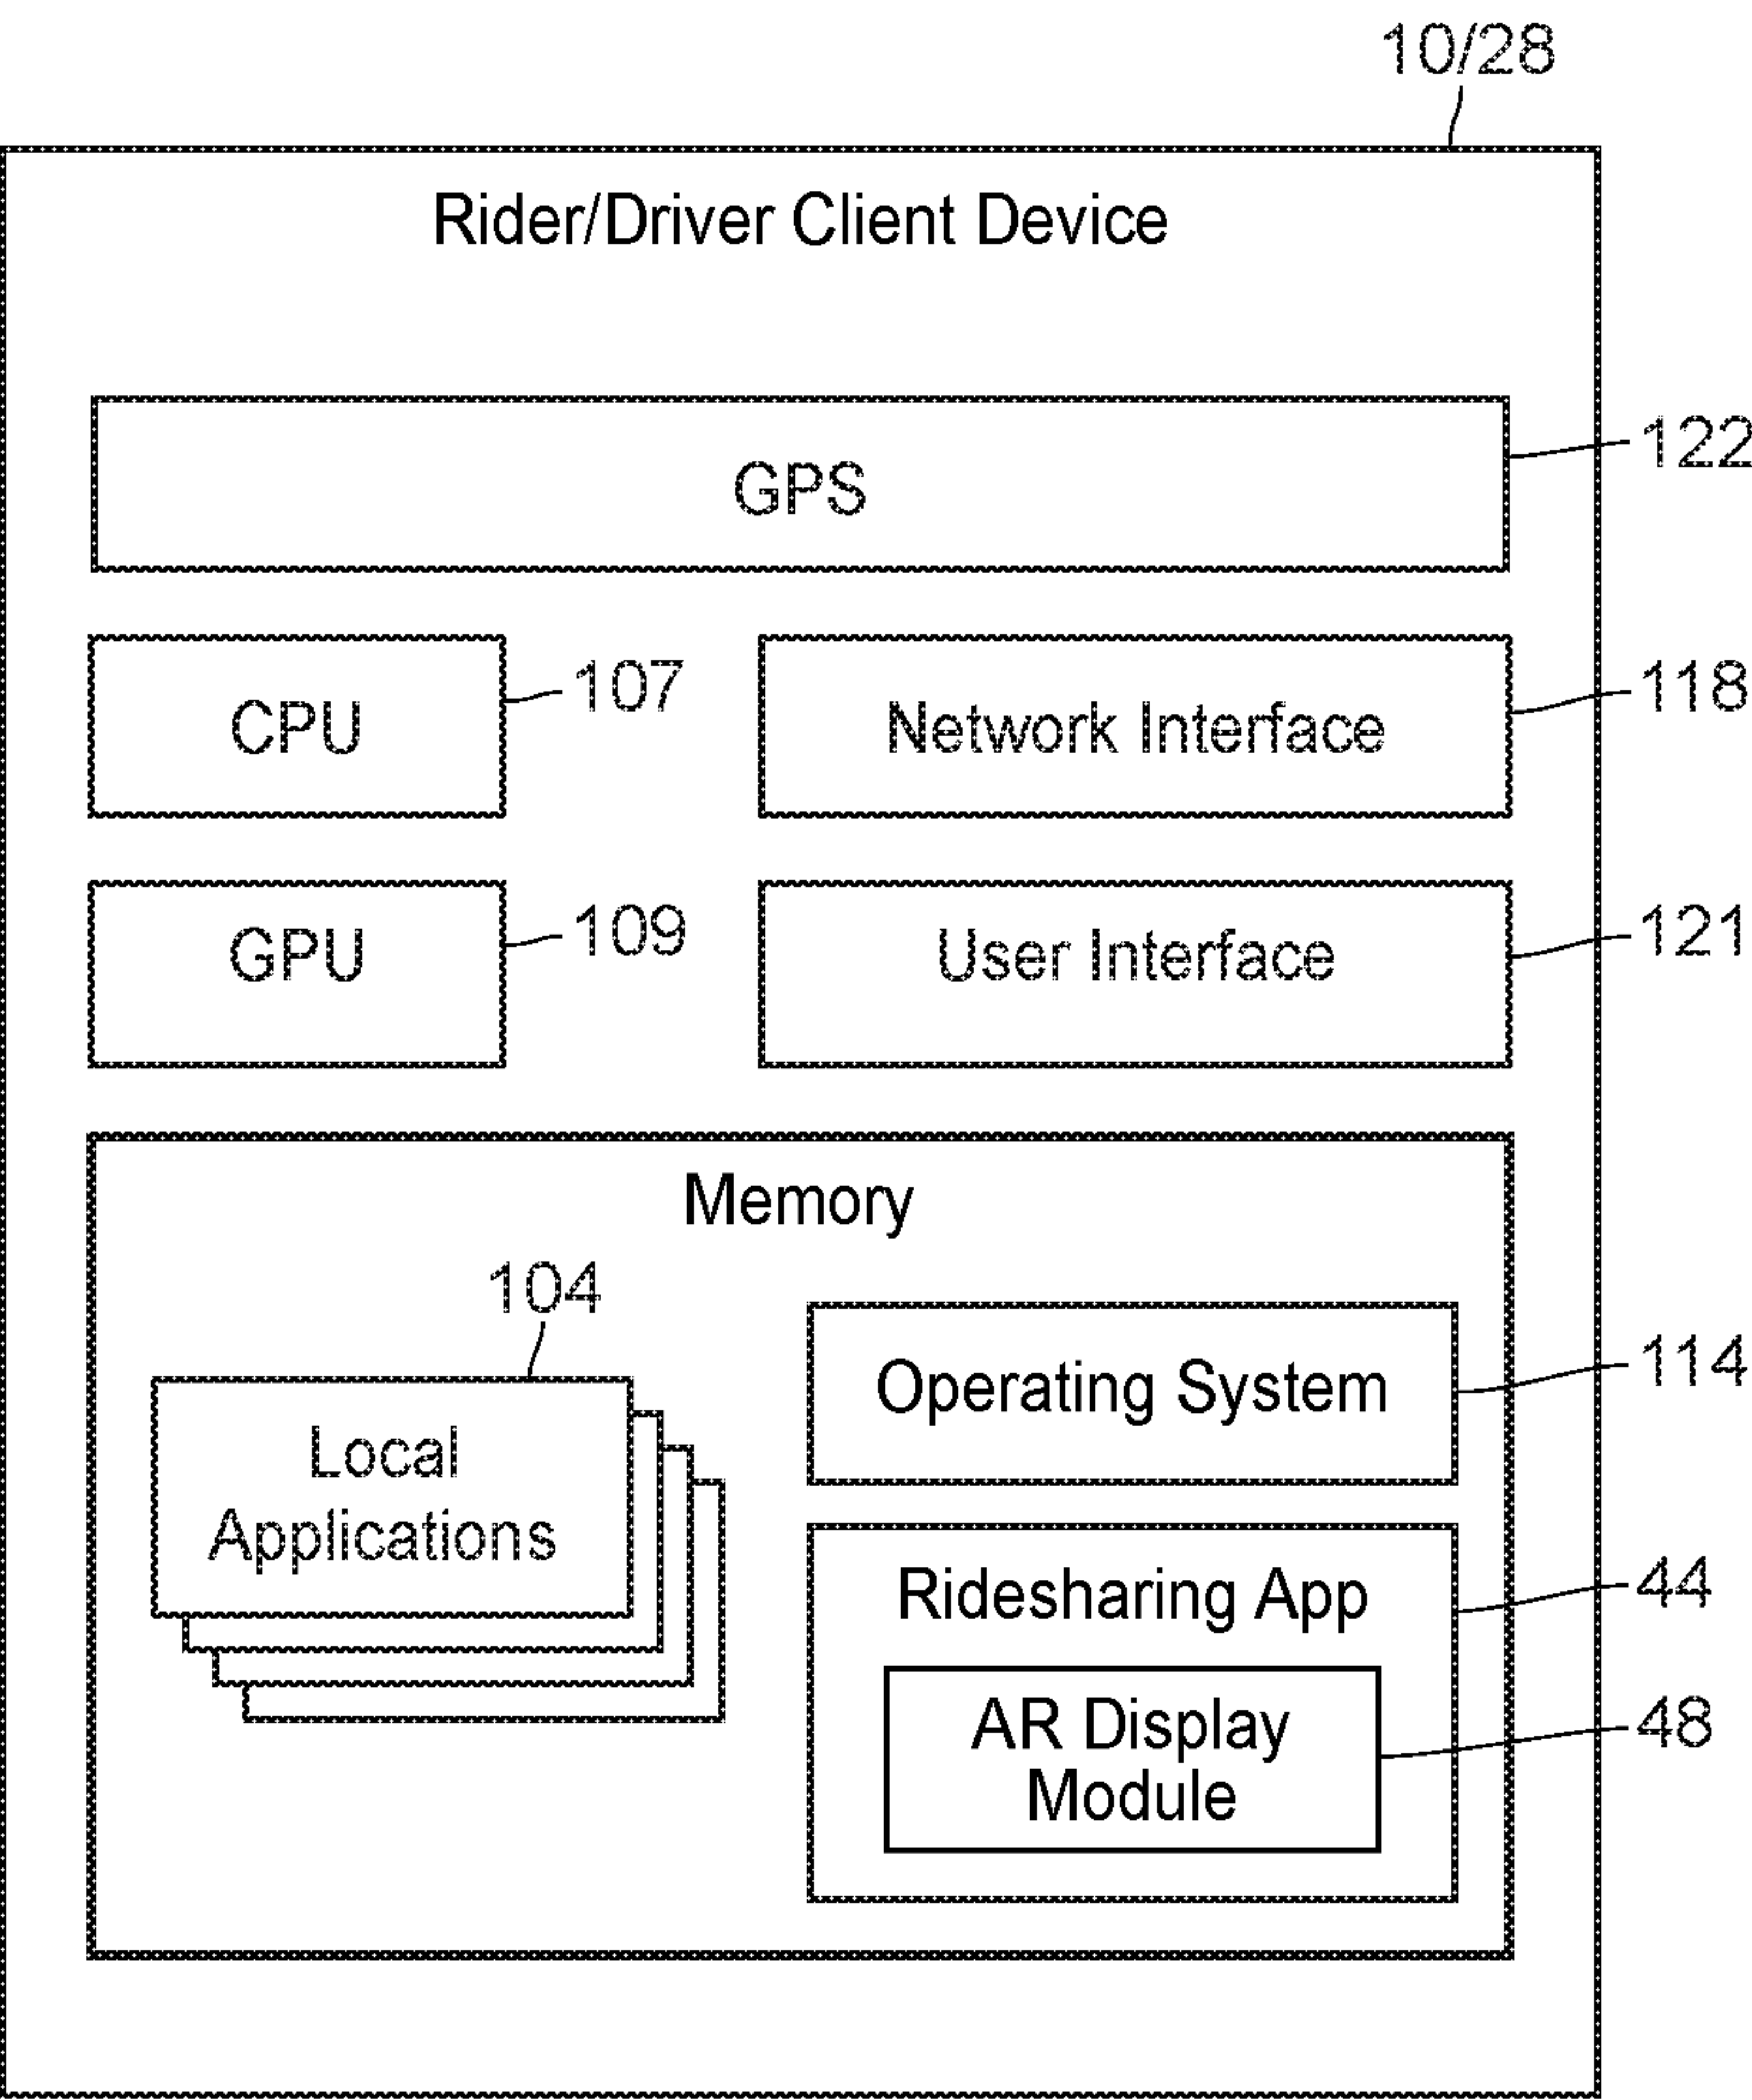 10/28
Rider/Driver Client Device
GPS
122
CPU
107
Network Interface
118
GPU
109
User Interface
121
Memory
104
Local
Applications
Operating System
114
Ridesharing App
44
AR Display
Module
48